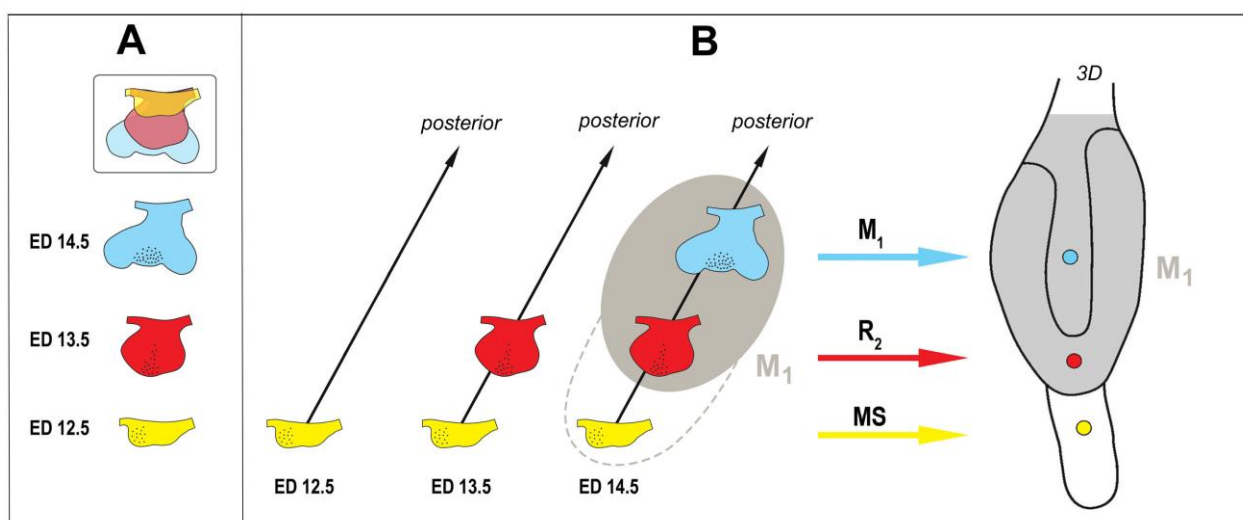 A
B
ED 14.5
ED 13.5
ED 12.5
posterior
posterior
posterior
M₁
ED 12.5
ED 13.5
ED 14.5
M₁
R₂
MS
3D
M₁